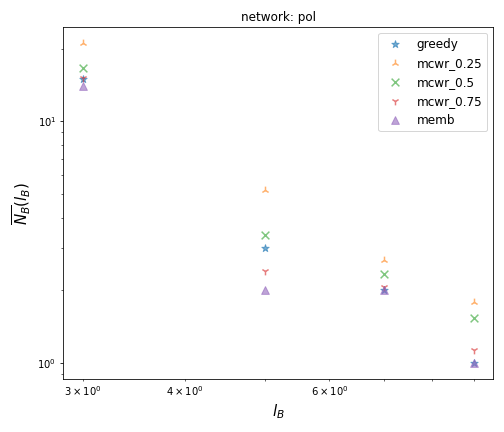 network: pol
greedy
mcwr_0.25
mcwr_0.5
mcwr_0.75
memb
10¹
10⁰
$\overline{N_B}(l_B)$
3 × 10⁰ 4 × 10⁰ 6 × 10⁰
$l_B$